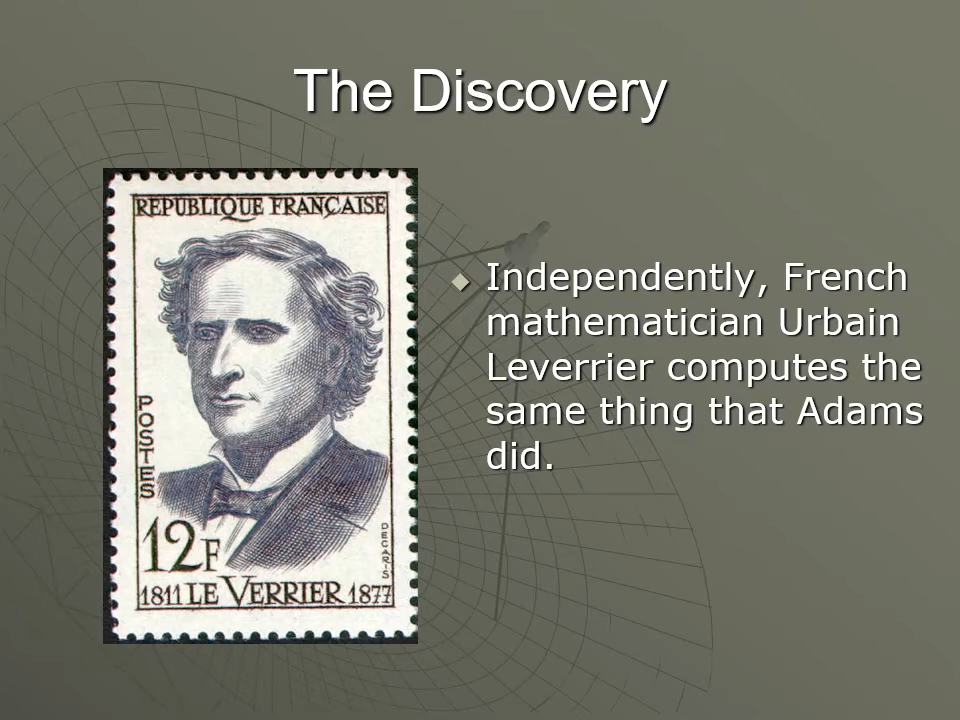 The Discovery
REPUBLIQUE FRANÇAISE
POSTES
12F
DECARIS
1811 LE VERRIER 1877
Independently, French
mathematician Urbain
Leverrier computes the
same thing that Adams
did.